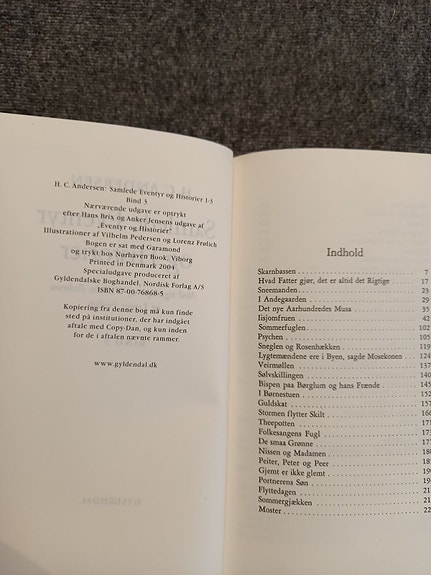 H. C. Andersen: Samlede Eventyr og Historier 1-5
Bind 3
Nærværende udgave er optrykt
efter Hans Brix og Anker Jensens udgave af
„Eventyr og Historier”
Illustrationer af Vilhelm Pedersen og Lorenz Frølich
Bogen er sat med Garamond
og trykt hos Nørhaven Book, Viborg
Printed in Denmark 2004
Specialudgave produceret af
Gyldendalske Boghandel, Nordisk Forlag A/S
ISBN 87-00-76868-5
Kopiering fra denne bog må kun finde
sted på institutioner, der har indgået
aftale med Copy-Dan, og kun inden
for de i aftalen nævnte rammer.
www.gyldendal.dk
Indhold
Skarnbassen 7
Hvad Fatter gjør, det er altid det Rigtige 17
Sneemanden 23
I Andegaarden 29
Det nye Aarhundredes Musa 35
Iisjomfruen 42
Sommerfuglen 102
Psychen 105
Sneglen og Rosenhækken 119
Lygtemændene ere i Byen, sagde Mosekonen 124
Veirmøllen 137
Sølvskillingen 140
Bispen paa Børglum og hans Frænde
I Børnestuen
Guldskat 157
Stormen flytter Skilt
Theepotten
Folkesangens Fugl
De smaa Grønne
Nissen og Madamen
Peiter, Peter og Peer
Gjemt er ikke glemt
Portnerens Søn
Flyttedagen
Sommergjækken
Moster